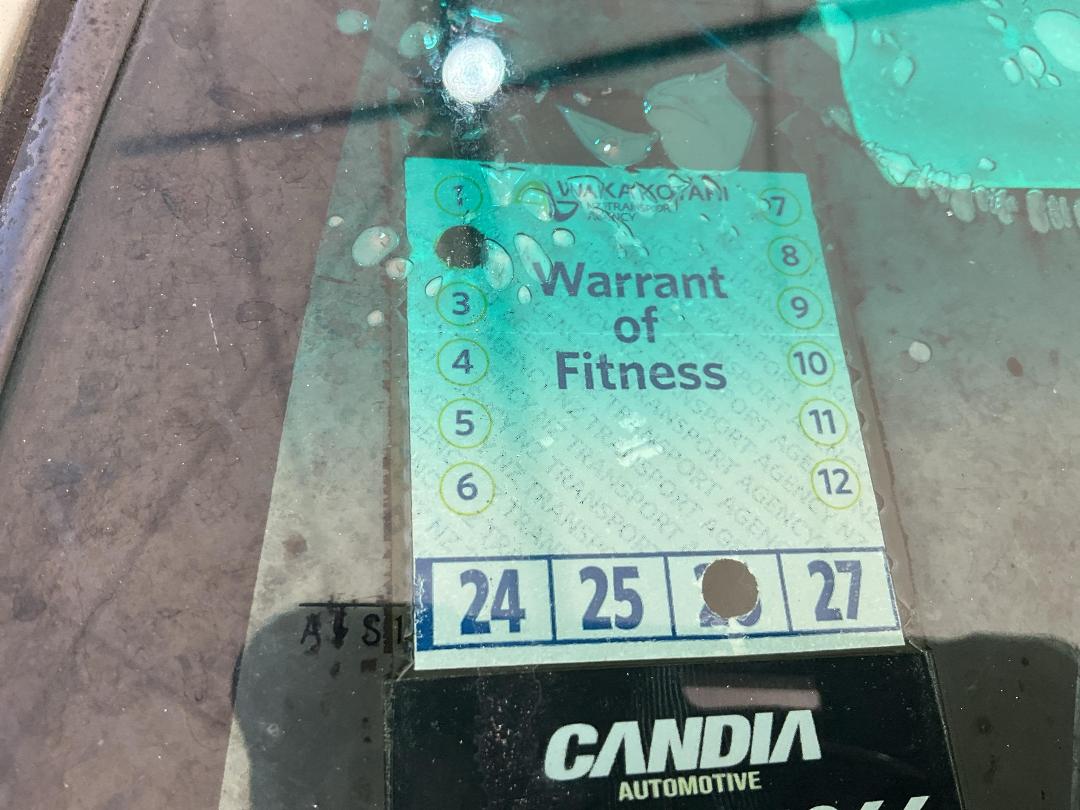 WAKA KOTAHI
NZ TRANSPORT
AGENCY
Warrant
of
Fitness
1
3
4
5
6
7
8
9
10
11
12
24 25 27
CANDIA
AUTOMOTIVE